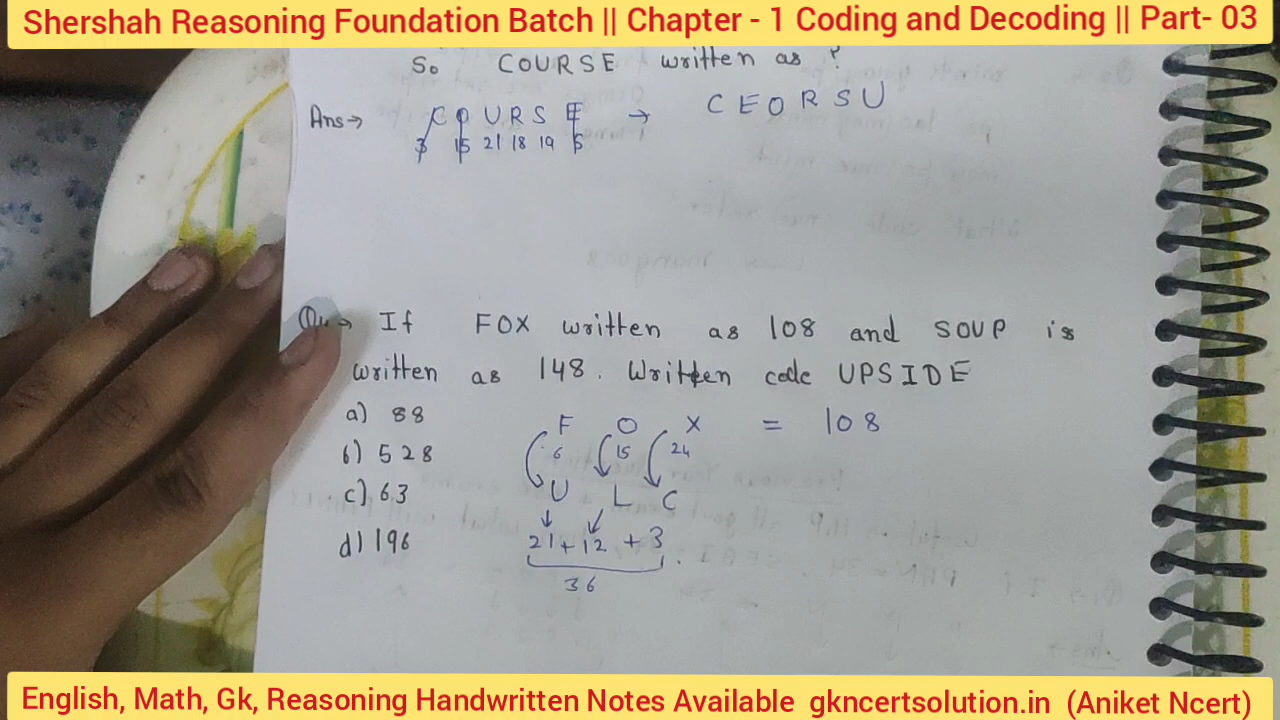 Shershah Reasoning Foundation Batch || Chapter - 1 Coding and Decoding || Part- 03
So COURSE written as ?
Ans→ C O U R S E → C E O R S U
3 15 21 18 19 5
Qu→ If FOX written as 108 and SOUP is
written as 148. Written code UPSIDE
a) 88
F O X = 108
b) 528
6 15 24
c) 63
U L C
d) 196
21 + 12 + 3
36
English, Math, Gk, Reasoning Handwritten Notes Available gkncertsolution.in (Aniket Ncert)